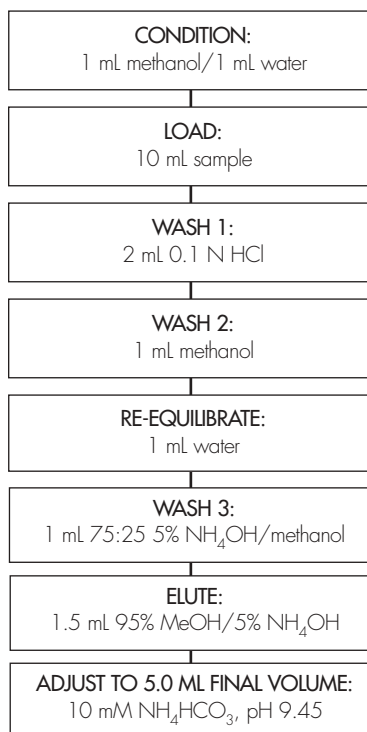 CONDITION:
1 mL methanol/1 mL water
LOAD:
10 mL sample
WASH 1:
2 mL 0.1 N HCl
WASH 2:
1 mL methanol
RE-EQUILIBRATE:
1 mL water
WASH 3:
1 mL 75:25 5% NH₄OH/methanol
ELUTE:
1.5 mL 95% MeOH/5% NH₄OH
ADJUST TO 5.0 ML FINAL VOLUME:
10 mM NH₄HCO₃, pH 9.45